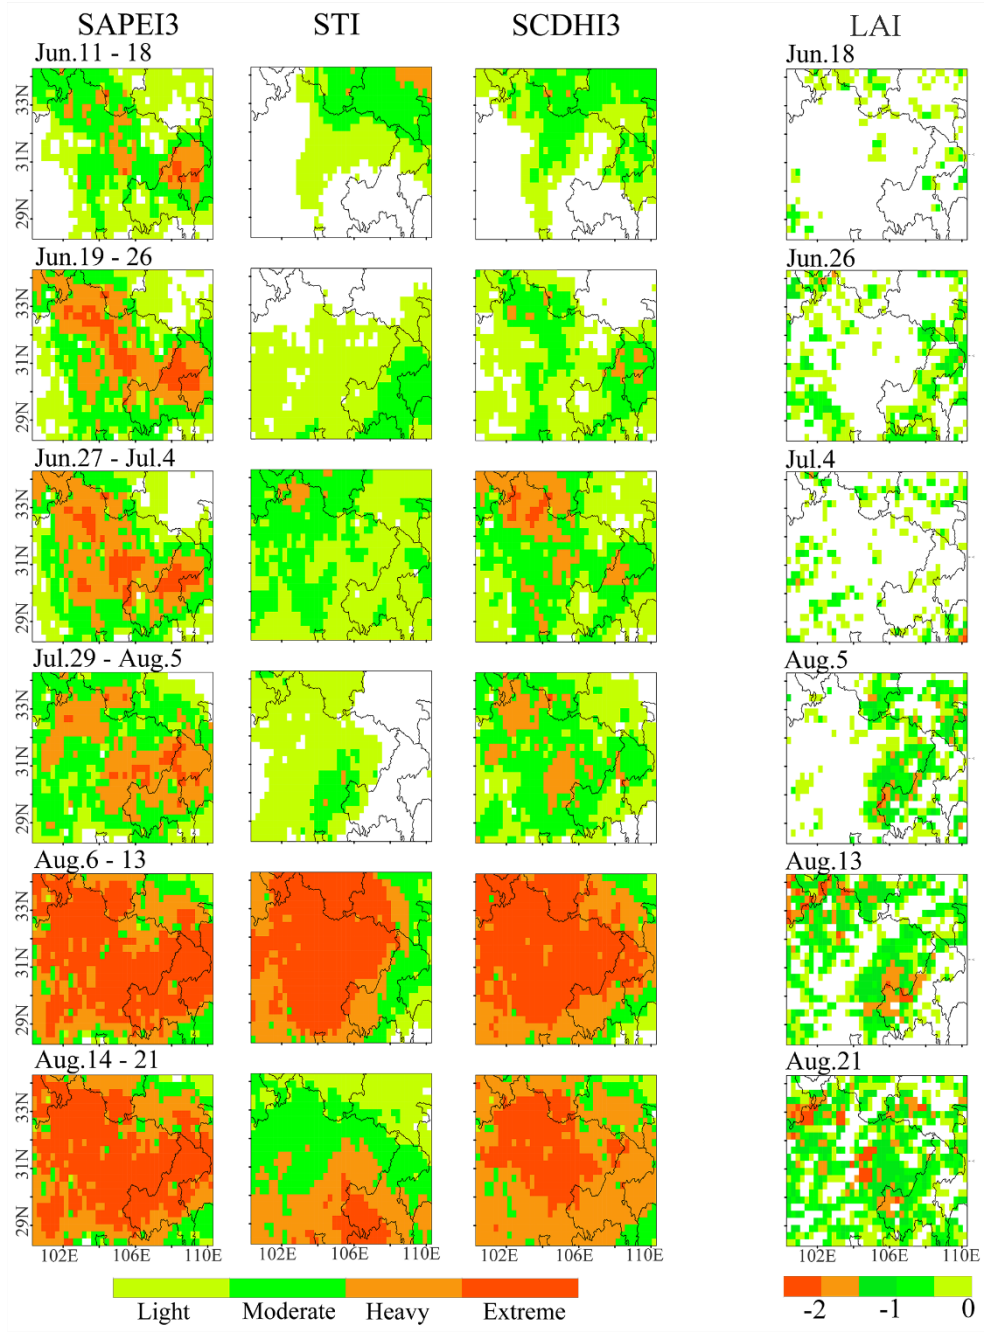 SAPEI3 STI SCDHI3 LAI
Jun.11 - 18 Jun.18
33N
31N
29N
Jun.19 - 26 Jun.26
33N
31N
29N
Jun.27 - Jul.4 Jul.4
33N
31N
29N
Jul.29 - Aug.5 Aug.5
33N
31N
29N
Aug.6 - 13 Aug.13
33N
31N
29N
Aug.14 - 21 Aug.21
33N
31N
29N
102E 106E 110E 102E 106E 110E 102E 106E 110E 102E 106E 110E
Light Moderate Heavy Extreme -2 -1 0